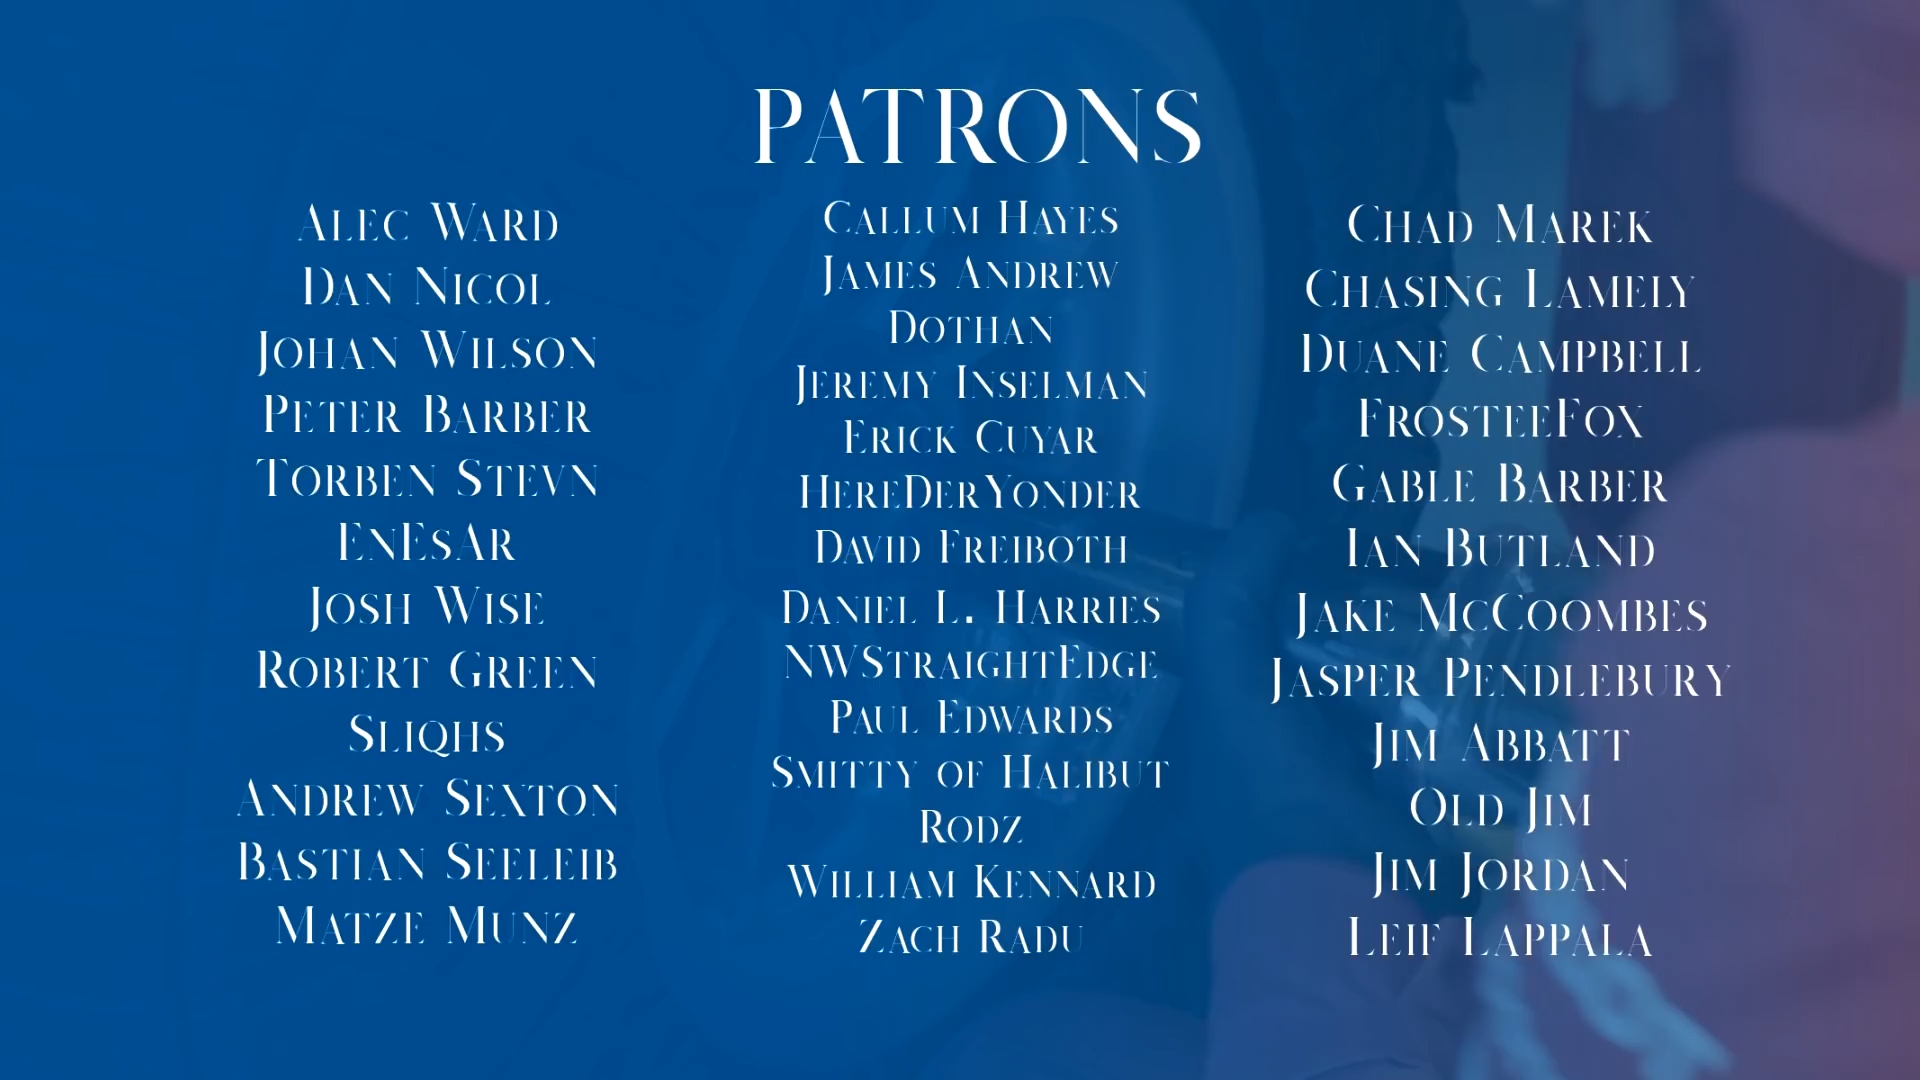 PATRONS
Alec Ward
Dan Nicol
Johan Wilson
Peter Barber
Torben Stevn
EnEsAr
Josh Wise
Robert Green
Sliqhs
Andrew Sexton
Bastian Seeleib
Matze Munz
Callum Hayes
James Andrew
Dothan
Jeremy Inselman
Erick Cuyar
HereDerYonder
David Freiboth
Daniel L. Harries
NWStraightEdge
Paul Edwards
Smitty of Halibut
Rodz
William Kennard
Zach Radu
Chad Marek
Chasing Lamely
Duane Campbell
FrosteeFox
Gable Barber
Ian Butland
Jake McCoombes
Jasper Pendlebury
Jim Abbatt
Old Jim
Jim Jordan
Leif Lappala